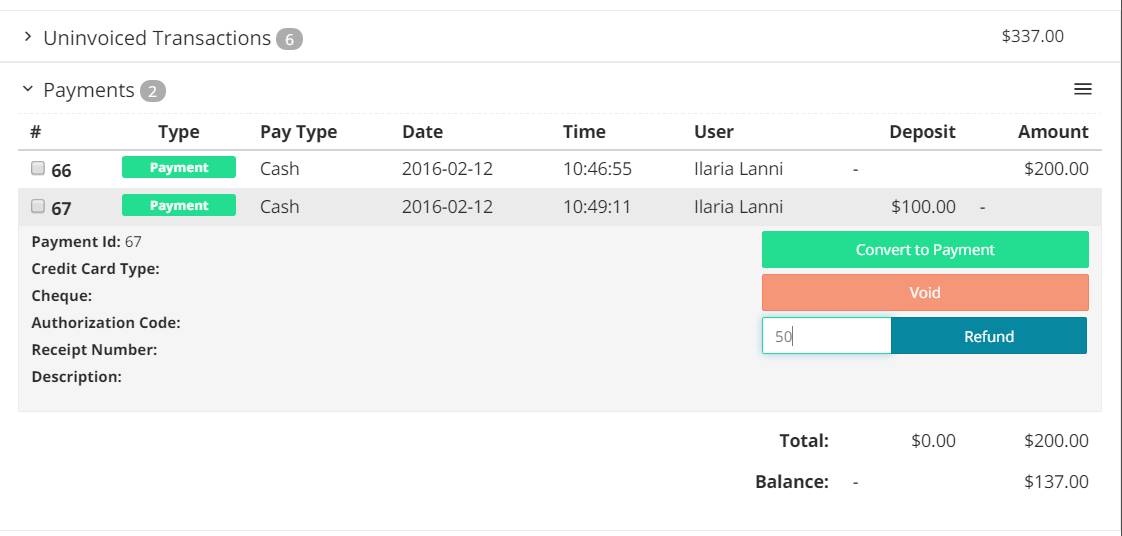 Uninvoiced Transactions 6 $337.00
Payments 2
# Type Pay Type Date Time User Deposit Amount
66 Payment Cash 2016-02-12 10:46:55 Ilaria Lanni - $200.00
67 Payment Cash 2016-02-12 10:49:11 Ilaria Lanni $100.00 -
Payment Id: 67
Convert to Payment
Credit Card Type:
Cheque:
Void
Authorization Code:
50 Refund
Receipt Number:
Description:
Total: $0.00 $200.00
Balance: - $137.00